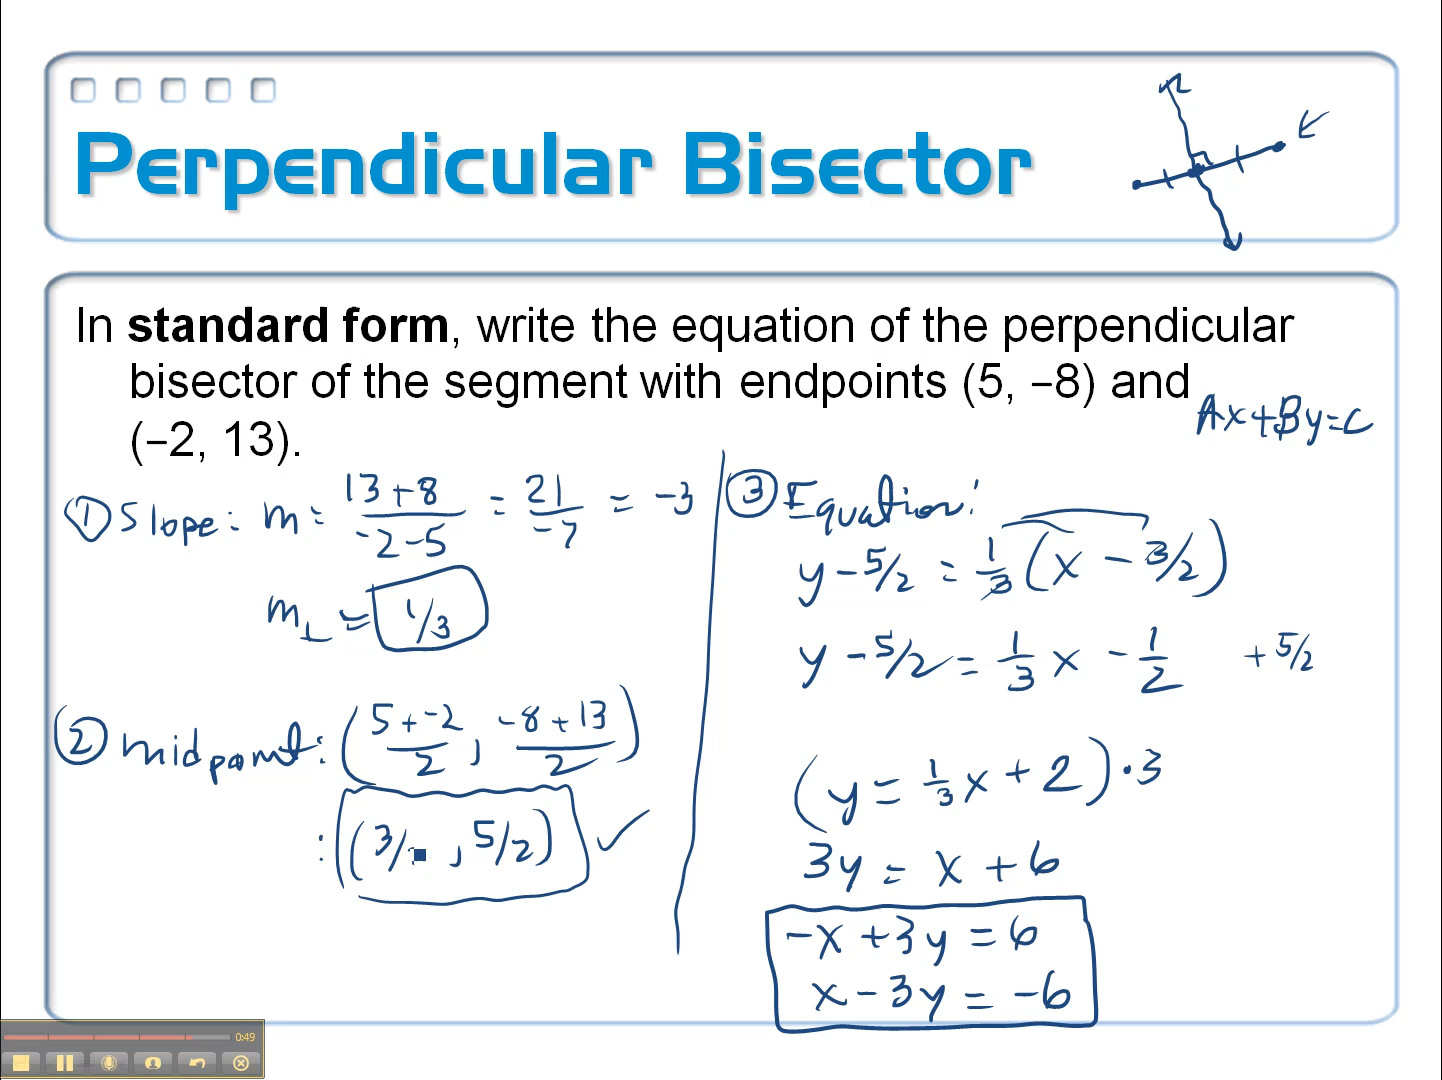 Perpendicular Bisector
In standard form, write the equation of the perpendicular
bisector of the segment with endpoints (5, −8) and
(−2, 13).
Ax+By=C
① Slope: m = (13+8)/(-2-5) = 21/-7 = -3
m⊥ = 1/3
② midpoint: ((5+-2)/2, (-8+13)/2)
: (3/ , 5/2) ✓
③ Equation:
y - 5/2 = 1/3 (x - 3/2)
y - 5/2 = 1/3 x - 1/2 + 5/2
(y = 1/3 x + 2) · 3
3y = x + 6
-x + 3y = 6
x - 3y = -6
0:49